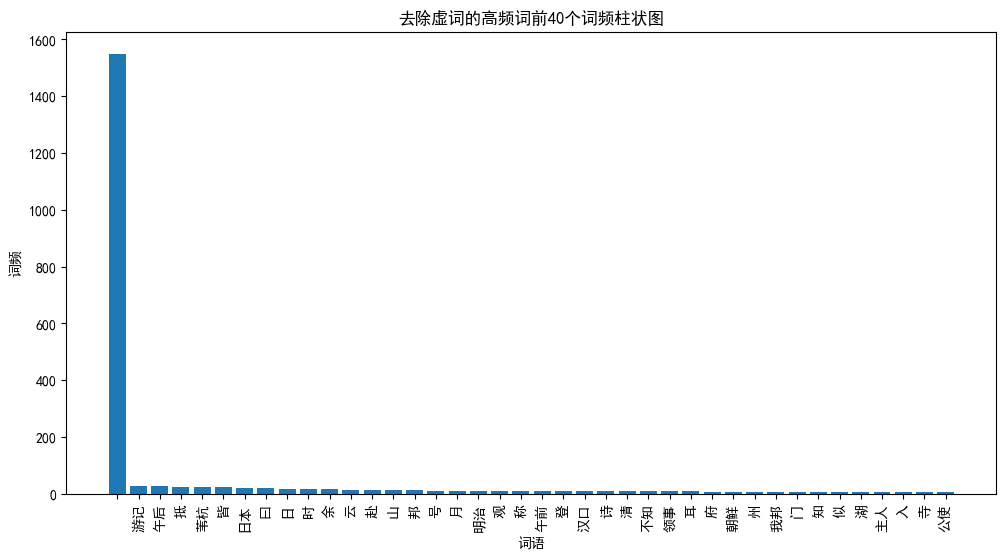 去除虚词的高频词前40个词频柱状图
1600
1400
1200
1000
800
600
400
200
0
词频
游记
午后
抵
苇杭
皆
日本
曰
日
时
余
云
赴
山
邦
号
月
明治
观
称
午前
登
汉口
诗
清
不知
领事
耳
府
朝鲜
州
我邦
门
知
似
湖
主人
入
寺
公使
词语